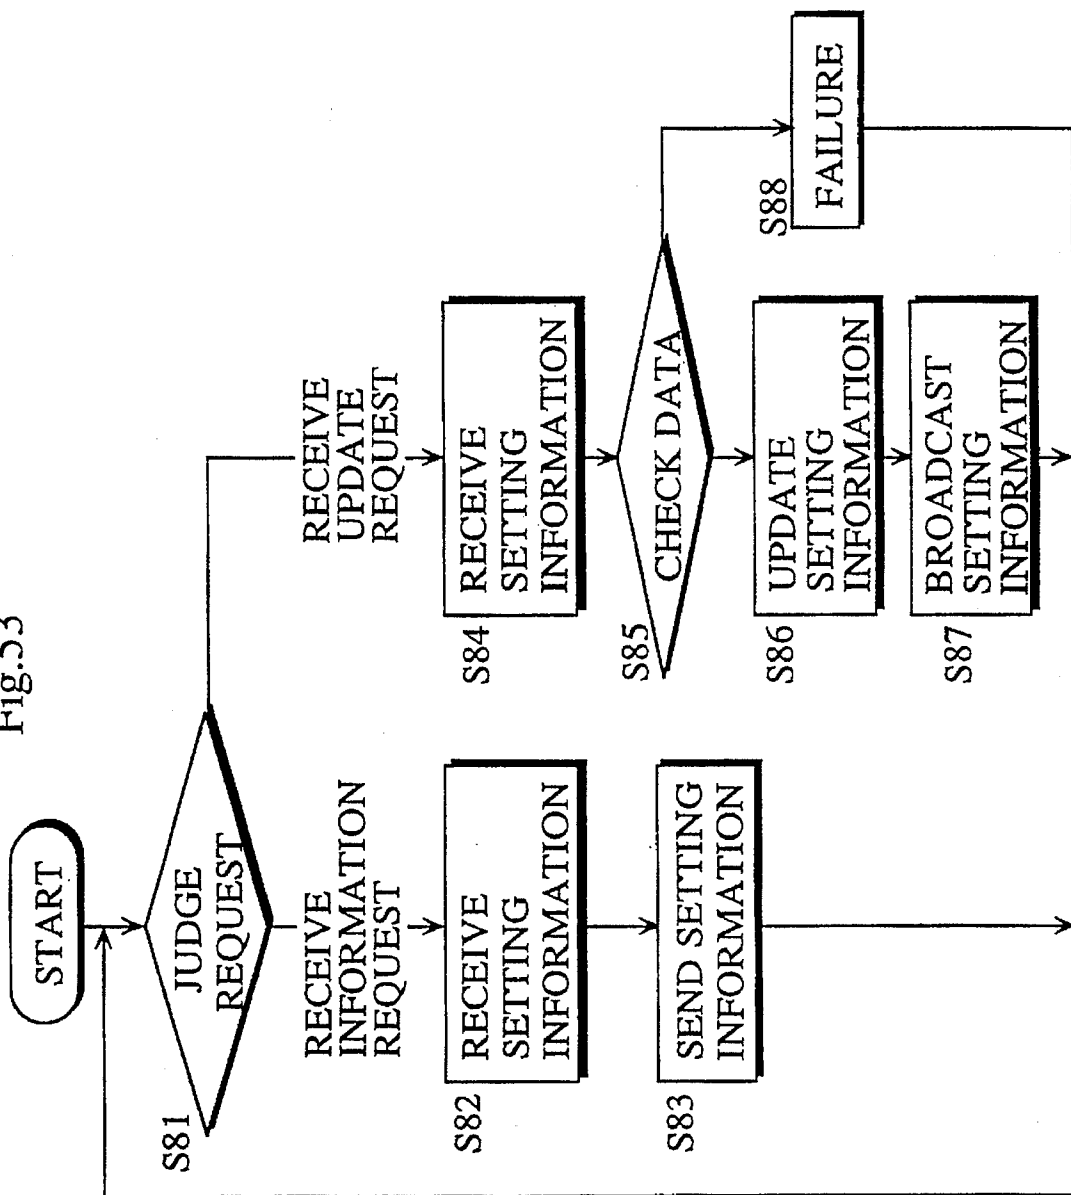 Fig.53
START
S81
JUDGE
REQUEST
RECEIVE
INFORMATION
REQUEST
S82
RECEIVE
SETTING
INFORMATION
S83
SEND SETTING
INFORMATION
RECEIVE
UPDATE
REQUEST
S84
RECEIVE
SETTING
INFORMATION
S85
CHECK DATA
S86
UPDATE
SETTING
INFORMATION
S87
BROADCAST
SETTING
INFORMATION
S88
FAILURE